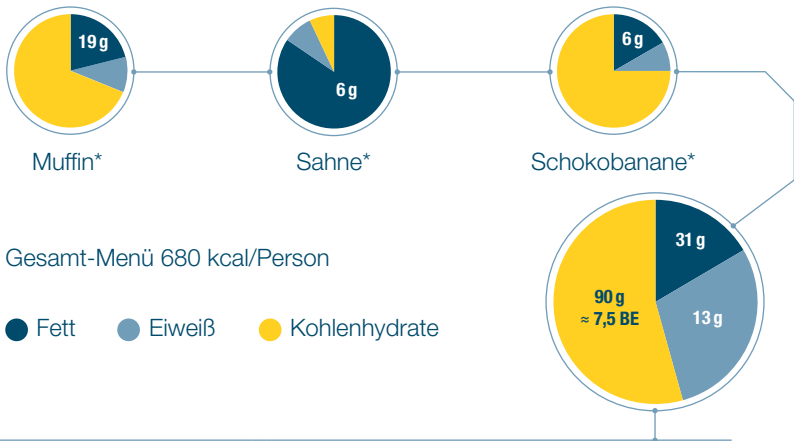 19 g
6 g
6 g
Muffin*
Sahne*
Schokobanane*
31 g
Gesamt-Menü 680 kcal/Person
90 g
≈ 7,5 BE
13 g
Fett
Eiweiß
Kohlenhydrate